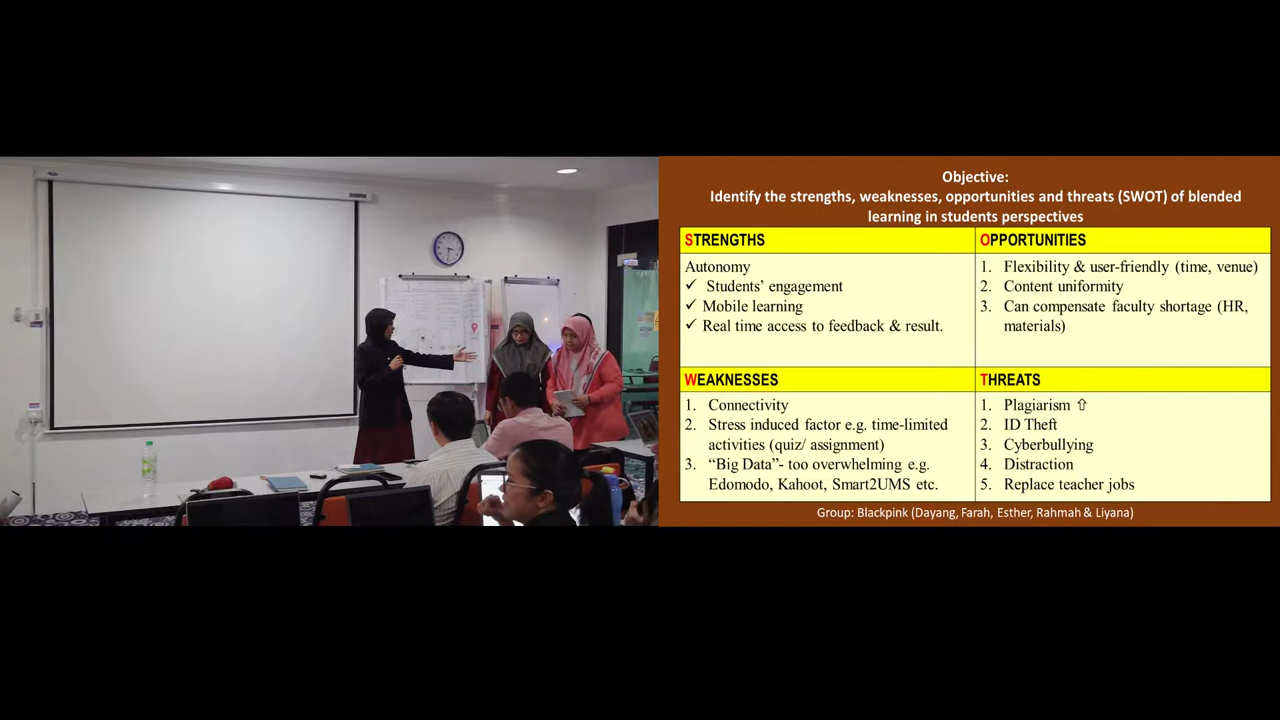 Objective:
Identify the strengths, weaknesses, opportunities and threats (SWOT) of blended
learning in students perspectives
STRENGTHS
Autonomy
✓ Students’ engagement
✓ Mobile learning
✓ Real time access to feedback & result.
OPPORTUNITIES
1. Flexibility & user-friendly (time, venue)
2. Content uniformity
3. Can compensate faculty shortage (HR,
materials)
WEAKNESSES
1. Connectivity
2. Stress induced factor e.g. time-limited
activities (quiz/ assignment)
3. “Big Data”- too overwhelming e.g.
Edomodo, Kahoot, Smart2UMS etc.
THREATS
1. Plagiarism ⇧
2. ID Theft
3. Cyberbullying
4. Distraction
5. Replace teacher jobs
Group: Blackpink (Dayang, Farah, Esther, Rahmah & Liyana)